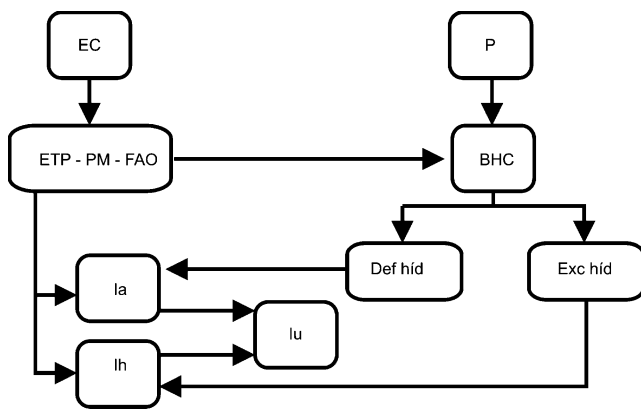 EC
P
ETP - PM - FAO
BHC
Def híd
Exc híd
Ia
Iu
Ih